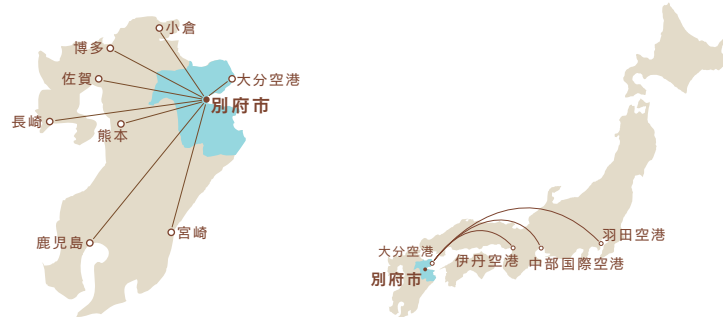 小倉
博多
佐賀
大分空港
別府市
長崎
熊本
宮崎
鹿児島
羽田空港
大分空港
伊丹空港
中部国際空港
別府市